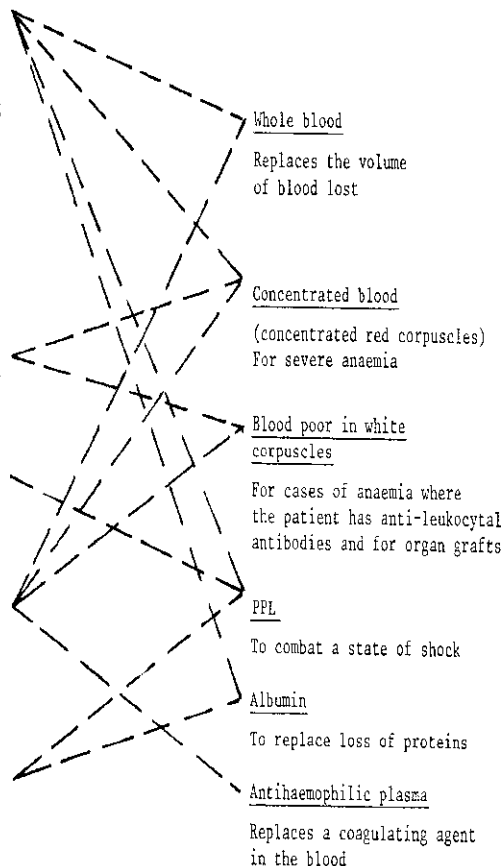 Whole blood
Replaces the volume
of blood lost
Concentrated blood
(concentrated red corpuscles)
For severe anaemia
Blood poor in white
corpuscles
For cases of anaemia where
the patient has anti-leukocytal
antibodies and for organ grafts
PPL
To combat a state of shock
Albumin
To replace loss of proteins
Antihaemophilic plasma
Replaces a coagulating agent
in the blood